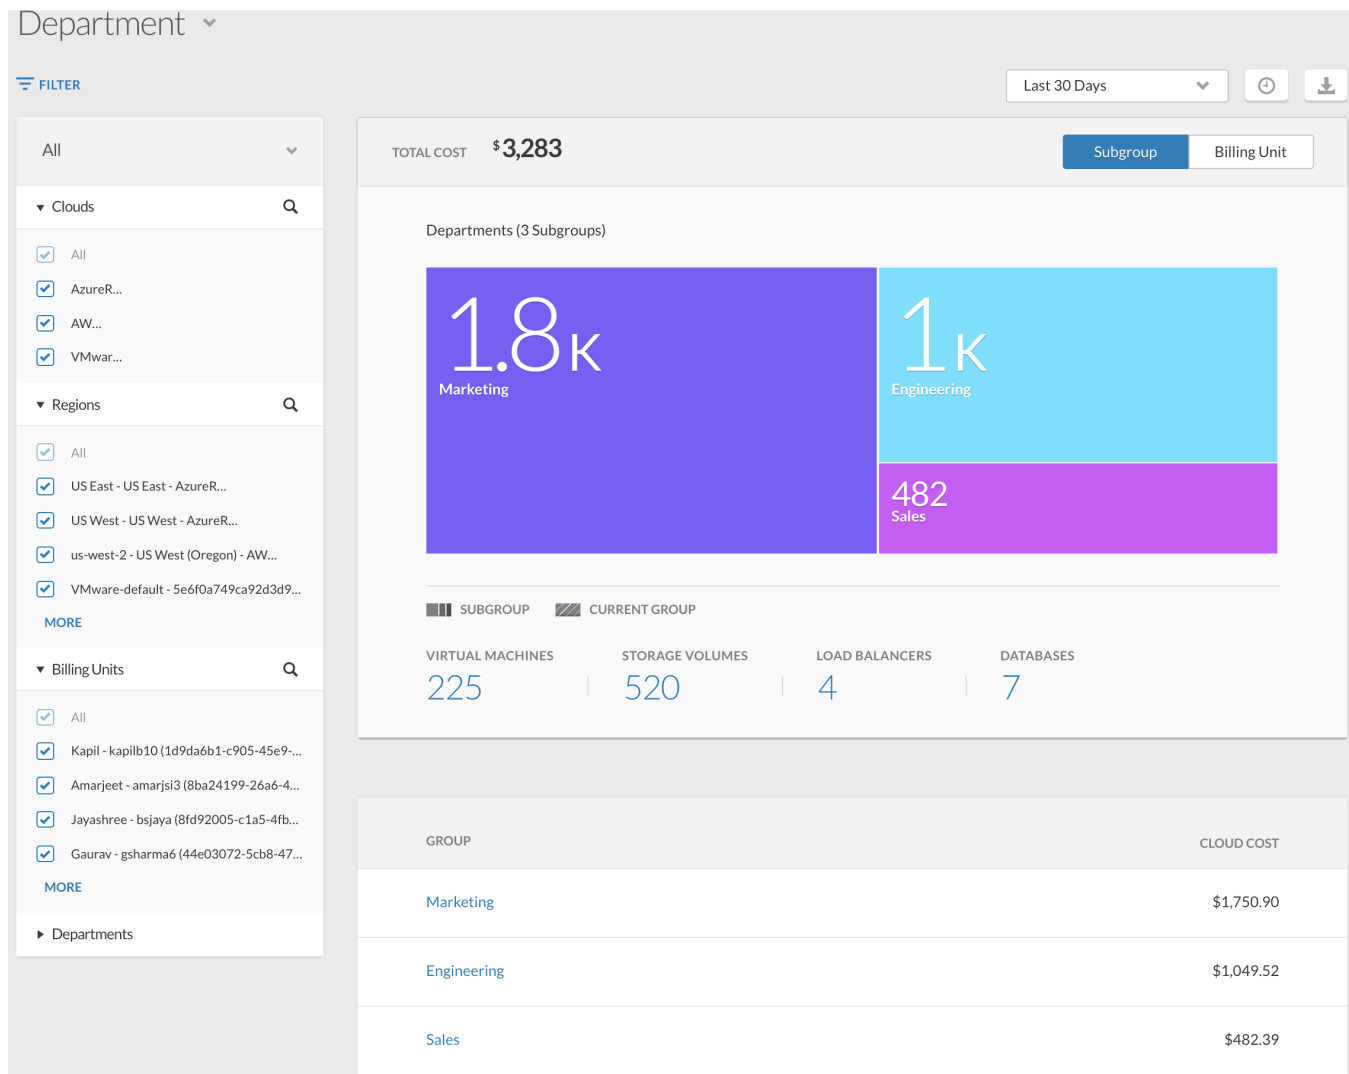 Department
FILTER
Last 30 Days
All
Clouds
All
AzureR...
AW...
VMwar...
Regions
All
US East - US East - AzureR...
US West - US West - AzureR...
us-west-2 - US West (Oregon) - AW...
VMware-default - 5e6f0a749ca92d3d9...
MORE
Billing Units
All
Kapil - kapilb10 (1d9da6b1-c905-45e9-...
Amarjeet - amarjsi3 (8ba24199-26a6-4...
Jayashree - bsjaya (8fd92005-c1a5-4fb...
Gaurav - gsharma6 (44e03072-5cb8-47...
MORE
Departments
TOTAL COST $3,283
Subgroup
Billing Unit
Departments (3 Subgroups)
1.8K
Marketing
1K
Engineering
482
Sales
SUBGROUP
CURRENT GROUP
VIRTUAL MACHINES
225
STORAGE VOLUMES
520
LOAD BALANCERS
4
DATABASES
7
GROUP CLOUD COST
Marketing $1,750.90
Engineering $1,049.52
Sales $482.39